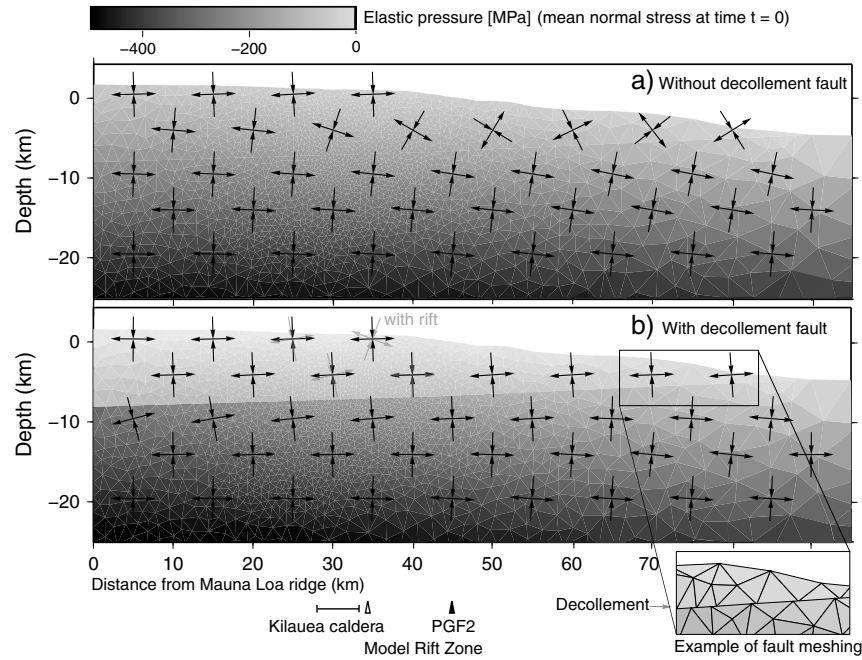 Elastic pressure [MPa] (mean normal stress at time t = 0)
−400 −200 0
a) Without decollement fault
Depth (km)
0
−10
−20
with rift
b) With decollement fault
Depth (km)
0
−10
−20
0 10 20 30 40 50 60 70
Distance from Mauna Loa ridge (km)
Decollement
Kilauea caldera PGF2
Model Rift Zone
Example of fault meshing